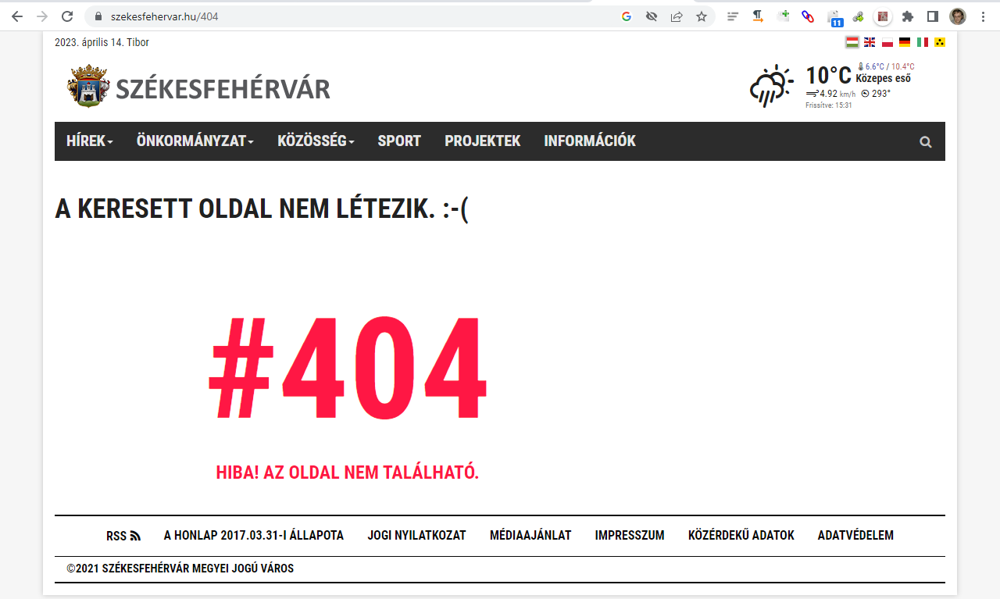 szekesfehervar.hu/404
11
2023. április 14. Tibor
SZÉKESFEHÉRVÁR
10°C 6.6°C / 10.4°C
Közepes eső
4.92 km/h 293°
Frissítve: 15:31
HÍREK ÖNKORMÁNYZAT KÖZÖSSÉG SPORT PROJEKTEK INFORMÁCIÓK
A KERESETT OLDAL NEM LÉTEZIK. :-(
#404
HIBA! AZ OLDAL NEM TALÁLHATÓ.
RSS A HONLAP 2017.03.31-I ÁLLAPOTA JOGI NYILATKOZAT MÉDIAAJÁNLAT IMPRESSZUM KÖZÉRDEKŰ ADATOK ADATVÉDELEM
©2021 SZÉKESFEHÉRVÁR MEGYEI JOGÚ VÁROS